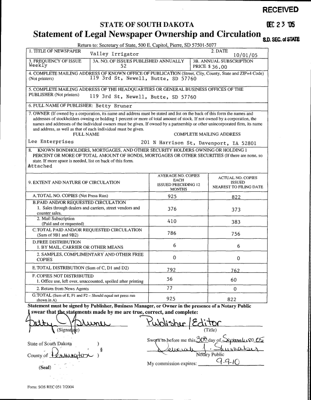 RECEIVED
DEC 23 '05
S.D. SEC. of STATE
STATE OF SOUTH DAKOTA
Statement of Legal Newspaper Ownership and Circulation
Return to: Secretary of State, 500 E. Capitol, Pierre, SD 57501-5077
1. TITLE OF NEWSPAPER
Valley Irrigator
2. DATE
10/01/05
3. FREQUENCY OF ISSUE
Weekly
3A. NO. OF ISSUES PUBLISHED ANNUALLY
52
3B. ANNUAL SUBSCRIPTION
PRICE $36.00
4. COMPLETE MAILING ADDRESS OF KNOWN OFFICE OF PUBLICATION (Street, City, County, State and ZIP+4 Code)
(Not printers)
119 3rd St, Newell, Butte, SD 57760
5. COMPLETE MAILING ADDRESS OF THE HEADQUARTERS OR GENERAL BUSINESS OFFICES OF THE
PUBLISHER (Not printers)
119 3rd St, Newell, Butte, SD 57760
6. FULL NAME OF PUBLISHER: Betty Bruner
7. OWNER (If owned by a corporation, its name and address must be stated and list on the back of this form the names and
addresses of stockholders owning or holding 1 percent or more of total amount of stock. If not owned by a corporation, the
names and addresses of the individual owners must be given. If owned by a partnership or other unincorporated firm, its name
and address, as well as that of each individual must be given.
FULL NAME
COMPLETE MAILING ADDRESS
Lee Enterprises
201 N Harrison St, Davenport, IA 52801
8. KNOWN BONDHOLDERS, MORTGAGES, AND OTHER SECURITY HOLDERS OWNING OR HOLDING 1
PERCENT OR MORE OF TOTAL AMOUNT OF BONDS, MORTGAGES OR OTHER SECURITIES (If there are none, so
state. If more space is needed, list on back of this form.
Attached
9. EXTENT AND NATURE OF CIRCULATION
AVERAGE NO. COPIES
EACH
ISSUED PRECEDING 12
MONTHS
ACTUAL NO. COPIES
ISSUED
NEAREST TO FILING DATE
A. TOTAL NO. COPIES (Net Press Run)
925
822
B. PAID AND/OR REQUESTED CIRCULATION
1. Sales through dealers and carriers, street vendors and
counter sales.
376
373
2. Mail Subscription
(Paid and or requested)
410
383
C. TOTAL PAID AND/OR REQUESTED CIRCULATION
(Sum of 9B1 and 9B2)
786
756
D. FREE DISTRIBUTION
1. BY MAIL, CARRIER OR OTHER MEANS
6
6
2. SAMPLES, COMPLIMENTARY AND OTHER FREE
COPIES
0
0
E. TOTAL DISTRIBUTION (Sum of C, D1 and D2)
792
762
F. COPIES NOT DISTRIBUTED
1. Office use, left over, unaccounted, spoiled after printing
56
60
2. Return from News Agents
77
0
G. TOTAL (Sum of E, F1 and F2 - Should equal net press run
shown in A)
925
822
Statement must be signed by Publisher, Business Manager, or Owner in the presence of a Notary Public
I swear that the statements made by me are true, correct, and complete:
Betty J Bruner
Publisher/Editor
(Signature)
(Title)
State of South Dakota )
Sworn to before me this 30th day of September, 2005
County of Pennington )
Notary Public
(Seal)
My commission expires: